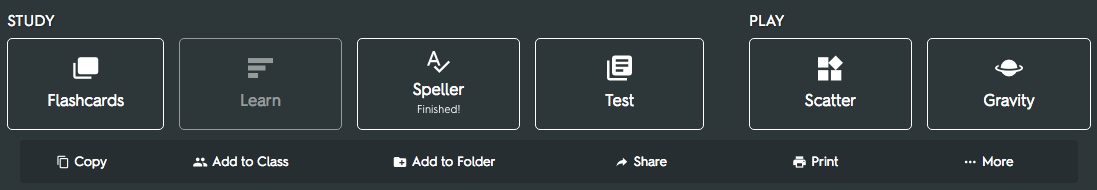 STUDY
PLAY
Flashcards
Learn
Speller
Finished!
Test
Scatter
Gravity
Copy
Add to Class
Add to Folder
Share
Print
More